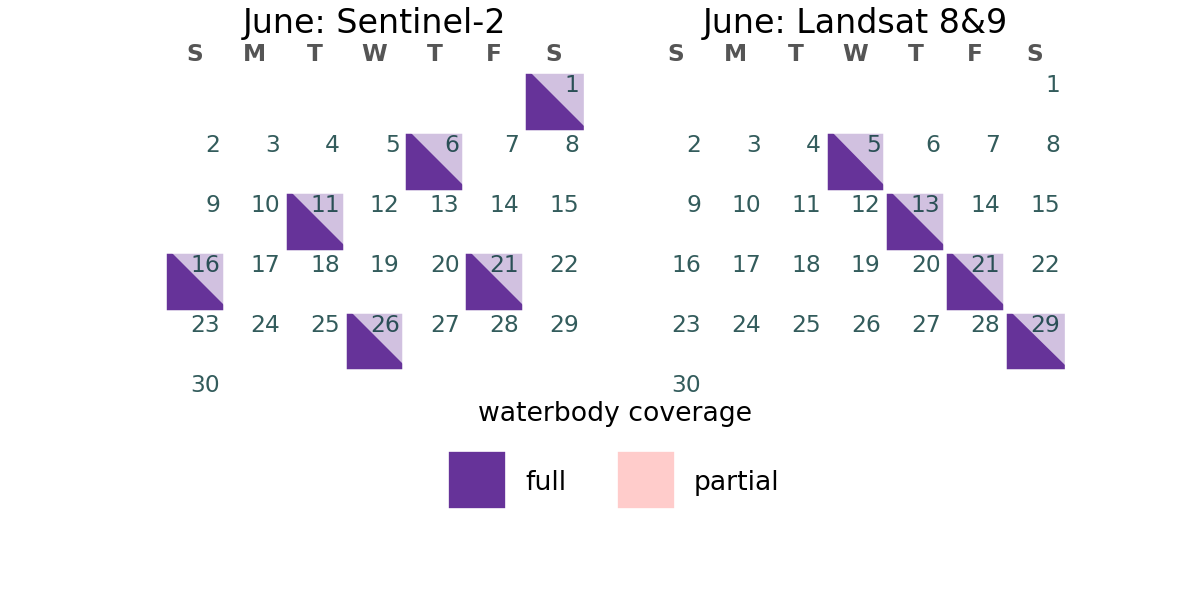 June: Sentinel-2
S M T W T F S
1
2 3 4 5 6 7 8
9 10 11 12 13 14 15
16 17 18 19 20 21 22
23 24 25 26 27 28 29
30
June: Landsat 8&9
S M T W T F S
1
2 3 4 5 6 7 8
9 10 11 12 13 14 15
16 17 18 19 20 21 22
23 24 25 26 27 28 29
30
waterbody coverage
full partial